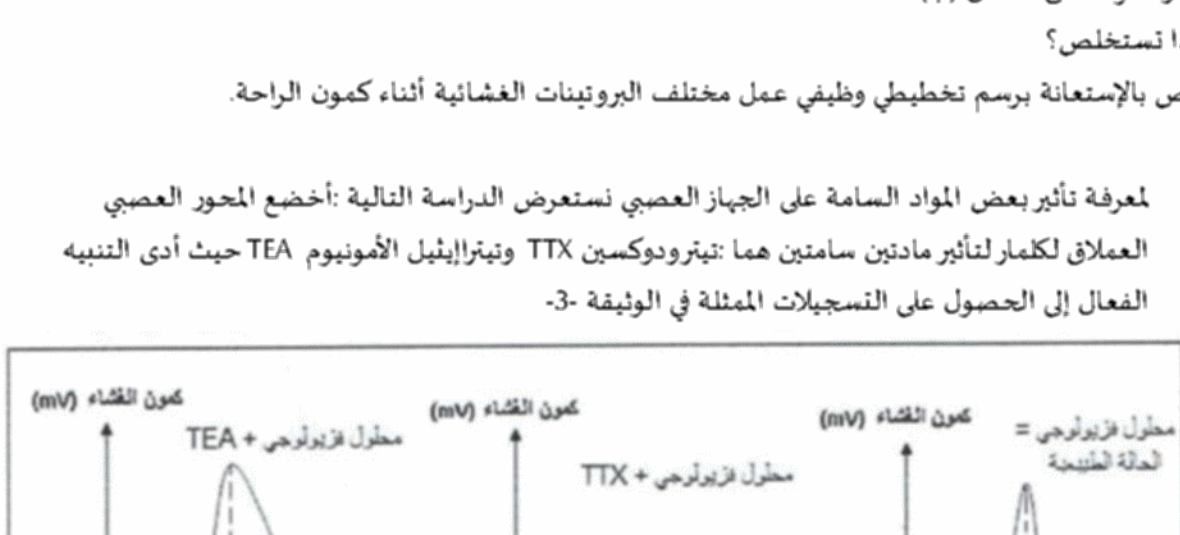 تستخلص؟
بالإستعانة برسم تخطيطي وظيفي عمل مختلف البروتينات الغشائية أثناء كمون الراحة.
لمعرفة تأثير بعض المواد السامة على الجهاز العصبي نستعرض الدراسة التالية :أخضع المحور العصبي
العملاق لكلمار لتأثير مادتين سامتين هما :تيترودوكسين TTX وتيتراإيثيل الأمونيوم TEA حيث أدى التنبيه
الفعال إلى الحصول على التسجيلات الممثلة في الوثيقة -3-
كمون الغشاء (mV)
محلول فزيولوجي =
الحالة الطبيعية
كمون الغشاء (mV)
محلول فزيولوجي + TTX
كمون الغشاء (mV)
محلول فزيولوجي + TEA